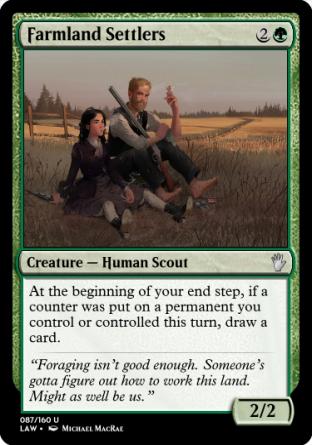 Farmland Settlers 2
Creature — Human Scout
At the beginning of your end step, if a
counter was put on a permanent you
control or controlled this turn, draw a
card.
“Foraging isn’t good enough. Someone’s
gotta figure out how to work this land.
Might as well be us.”
2/2
087/160 U
LAW • Michael MacRae